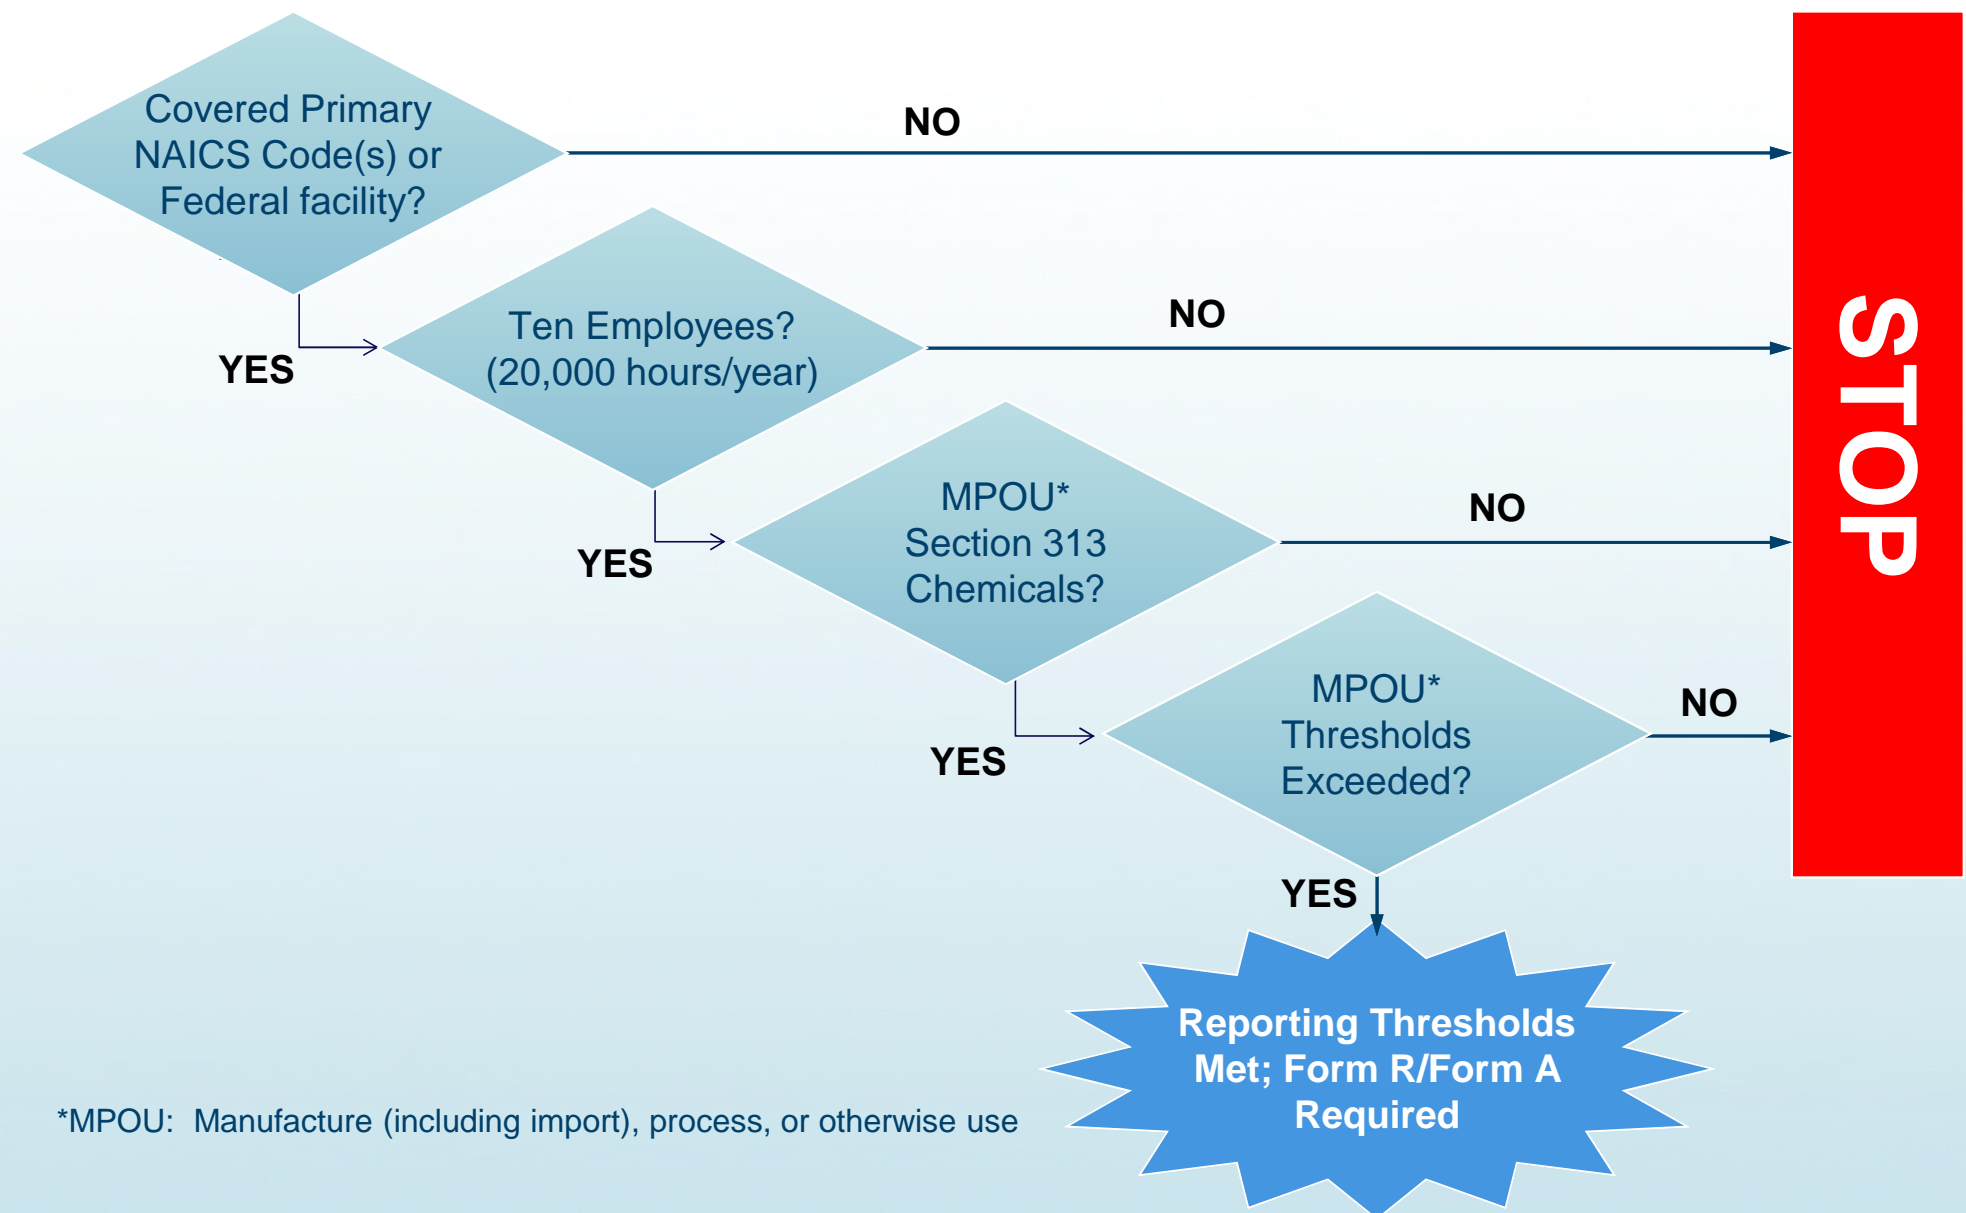 Covered Primary
NAICS Code(s) or
Federal facility?
NO
YES
Ten Employees?
(20,000 hours/year)
NO
YES
MPOU*
Section 313
Chemicals?
NO
YES
MPOU*
Thresholds
Exceeded?
NO
YES
STOP
Reporting Thresholds
Met; Form R/Form A
Required
*MPOU:  Manufacture (including import), process, or otherwise use